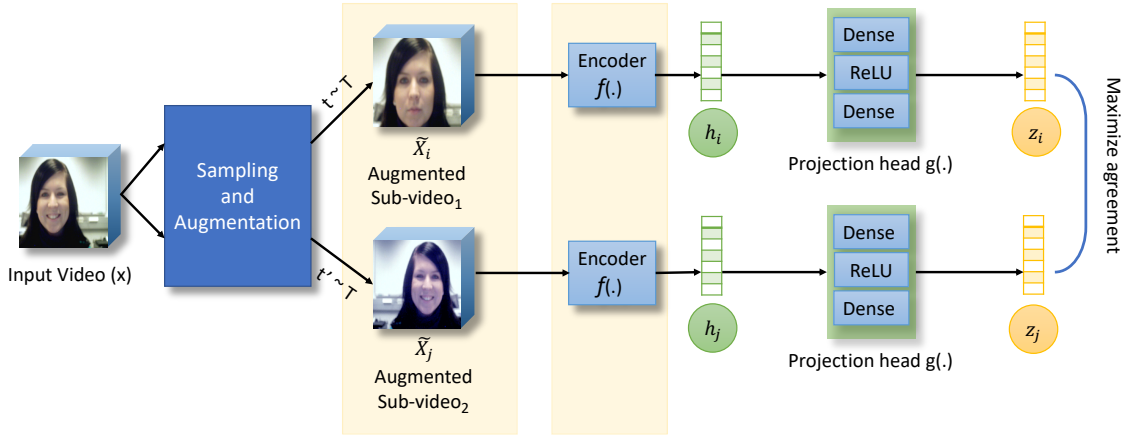 Input Video (x)
Sampling
and
Augmentation
t ~ T
t′ ~ T
X̃ᵢ
Augmented
Sub-video₁
X̃ⱼ
Augmented
Sub-video₂
Encoder
f(.)
Encoder
f(.)
hᵢ
hⱼ
Dense
ReLU
Dense
Projection head g(.)
Dense
ReLU
Dense
Projection head g(.)
zᵢ
zⱼ
Maximize agreement